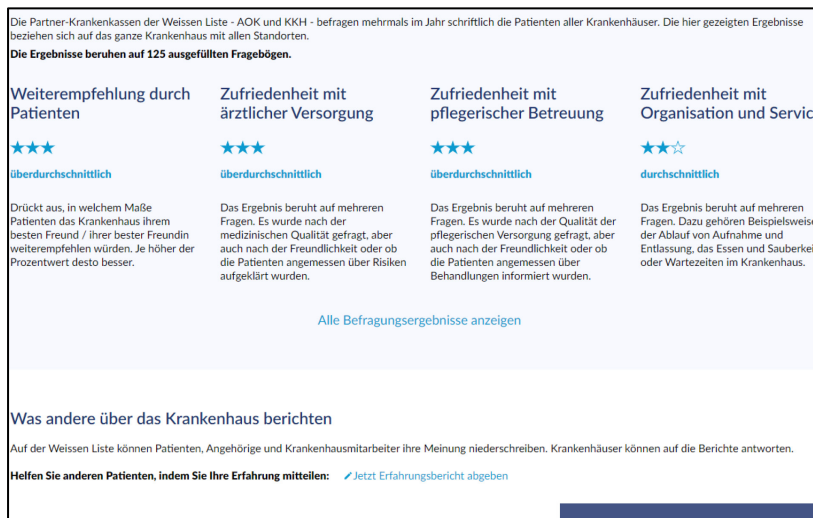 Die Partner-Krankenkassen der Weissen Liste - AOK und KKH - befragen mehrmals im Jahr schriftlich die Patienten aller Krankenhäuser. Die hier gezeigten Ergebnisse
beziehen sich auf das ganze Krankenhaus mit allen Standorten.
Die Ergebnisse beruhen auf 125 ausgefüllten Fragebögen.
Weiterempfehlung durch
Patienten
★★★
überdurchschnittlich
Drückt aus, in welchem Maße
Patienten das Krankenhaus ihrem
besten Freund / ihrer bester Freundin
weiterempfehlen würden. Je höher der
Prozentwert desto besser.
Zufriedenheit mit
ärztlicher Versorgung
★★★
überdurchschnittlich
Das Ergebnis beruht auf mehreren
Fragen. Es wurde nach der
medizinischen Qualität gefragt, aber
auch nach der Freundlichkeit oder ob
die Patienten angemessen über Risiken
aufgeklärt wurden.
Zufriedenheit mit
pflegerischer Betreuung
★★★
überdurchschnittlich
Das Ergebnis beruht auf mehreren
Fragen. Es wurde nach der Qualität der
pflegerischen Versorgung gefragt, aber
auch nach der Freundlichkeit oder ob
die Patienten angemessen über
Behandlungen informiert wurden.
Zufriedenheit mit
Organisation und Servic
★★☆
durchschnittlich
Das Ergebnis beruht auf mehreren
Fragen. Dazu gehören Beispielsweise
der Ablauf von Aufnahme und
Entlassung, das Essen und Sauberkei
oder Wartezeiten im Krankenhaus.
Alle Befragungsergebnisse anzeigen
Was andere über das Krankenhaus berichten
Auf der Weissen Liste können Patienten, Angehörige und Krankenhausmitarbeiter ihre Meinung niederschreiben. Krankenhäuser können auf die Berichte antworten.
Helfen Sie anderen Patienten, indem Sie Ihre Erfahrung mitteilen: Jetzt Erfahrungsbericht abgeben